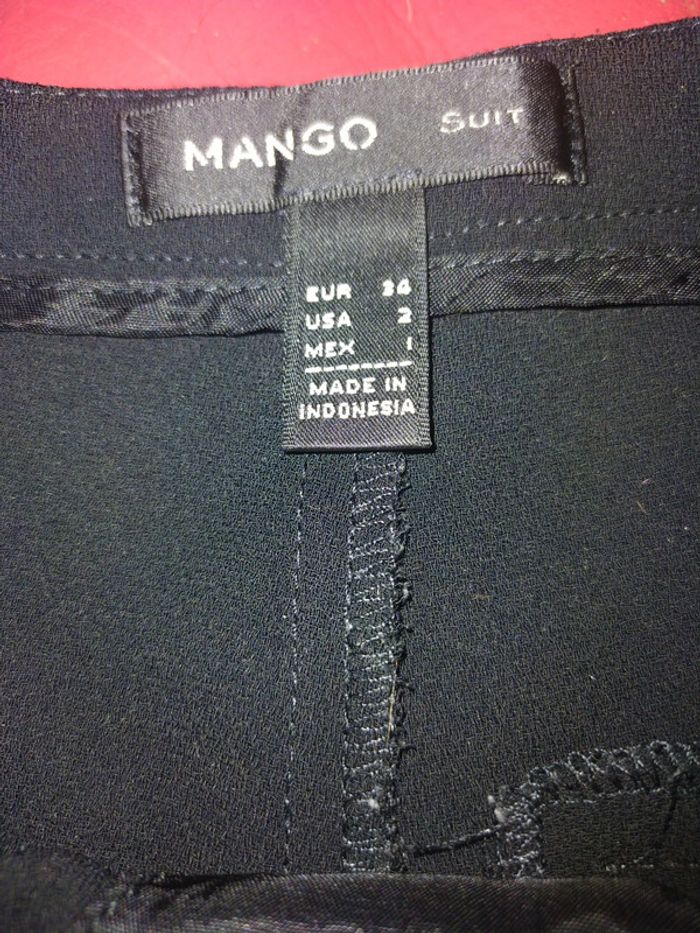 MANGO SUIT
EUR 34
USA 2
MEX 1
MADE IN
INDONESIA